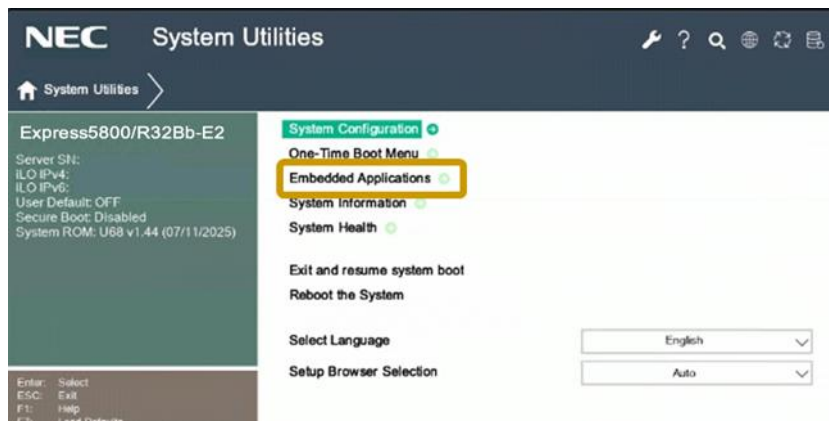 NEC System Utilities
System Utilities
Express5800/R32Bb-E2
Server SN:
iLO IPv4:
iLO IPv6:
User Default: OFF
Secure Boot: Disabled
System ROM: U68 v1.44 (07/11/2025)
System Configuration
One-Time Boot Menu
Embedded Applications
System Information
System Health
Exit and resume system boot
Reboot the System
Select Language English
Setup Browser Selection Auto
Enter: Select
ESC: Exit
F1: Help
F7: Load Defaults